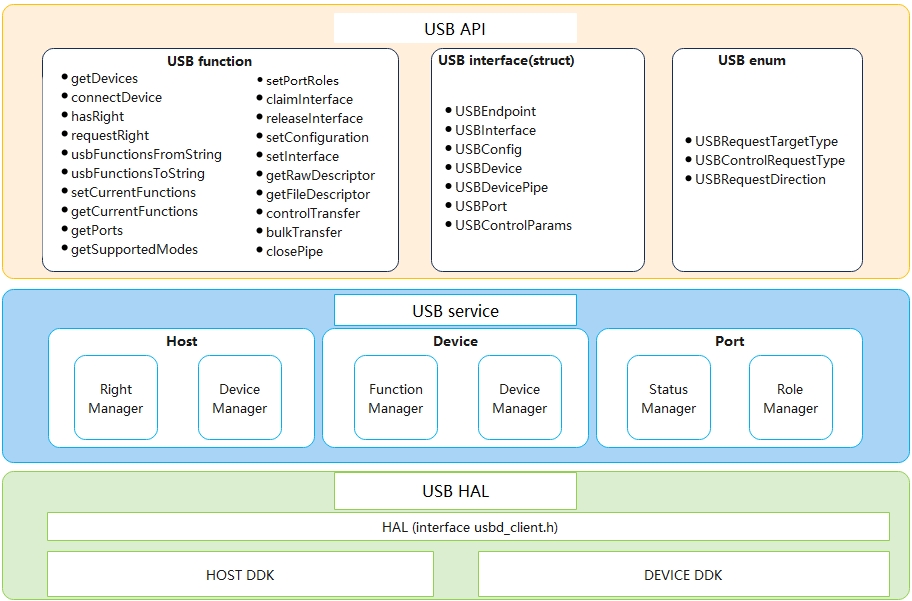 USB API
USB function
• getDevices
• connectDevice
• hasRight
• requestRight
• usbFunctionsFromString
• usbFunctionsToString
• setCurrentFunctions
• getCurrentFunctions
• getPorts
• getSupportedModes
• setPortRoles
• claimInterface
• releaseInterface
• setConfiguration
• setInterface
• getRawDescriptor
• getFileDescriptor
• controlTransfer
• bulkTransfer
• closePipe
USB interface(struct)
• USBEndpoint
• USBInterface
• USBConfig
• USBDevice
• USBDevicePipe
• USBPort
• USBControlParams
USB enum
• USBRequestTargetType
• USBControlRequestType
• USBRequestDirection
USB service
Host
Right
Manager
Device
Manager
Device
Function
Manager
Device
Manager
Port
Status
Manager
Role
Manager
USB HAL
HAL (interface usbd_client.h)
HOST DDK
DEVICE DDK